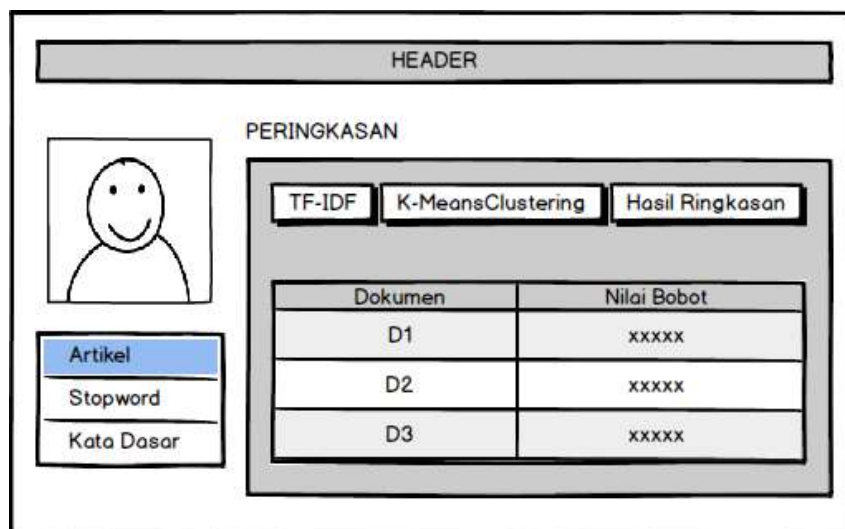 HEADER
PERINGKASAN
TF-IDF K-MeansClustering Hasil Ringkasan
Dokumen Nilai Bobot
D1 xxxxx
D2 xxxxx
D3 xxxxx
Artikel
Stopword
Kata Dasar